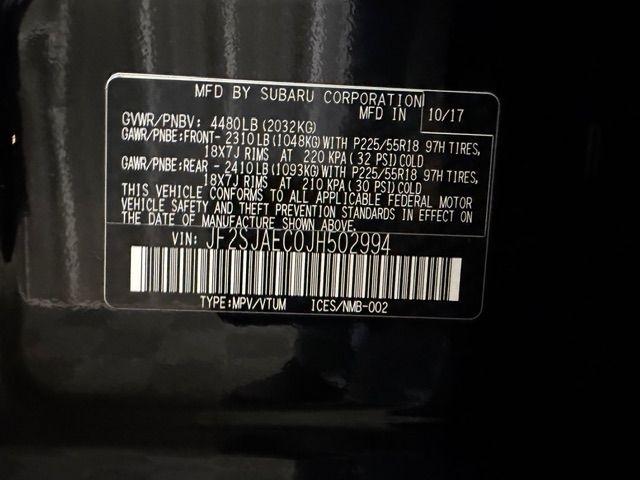 MFD BY SUBARU CORPORATION
MFD IN 10/17
GVWR/PNBV: 4480LB(2032KG)
GAWR/PNBE:FRONT-2310LB(1048KG)WITH P225/55R18 97H TIRES,
18X7J RIMS AT 220 KPA(32 PSI)COLD
GAWR/PNBE:REAR -2410LB(1093KG)WITH P225/55R18 97H TIRES,
18X7J RIMS AT 210 KPA(30 PSI)COLD
THIS VEHICLE CONFORMS TO ALL APPLICABLE FEDERAL MOTOR
VEHICLE SAFETY AND THEFT PREVENTION STANDARDS IN EFFECT ON
THE DATE OF MANUFACTURE SHOWN ABOVE.
VIN: JF2SJAEC0JH502994
TYPE:MPV/VTUM ICES/NMB-002